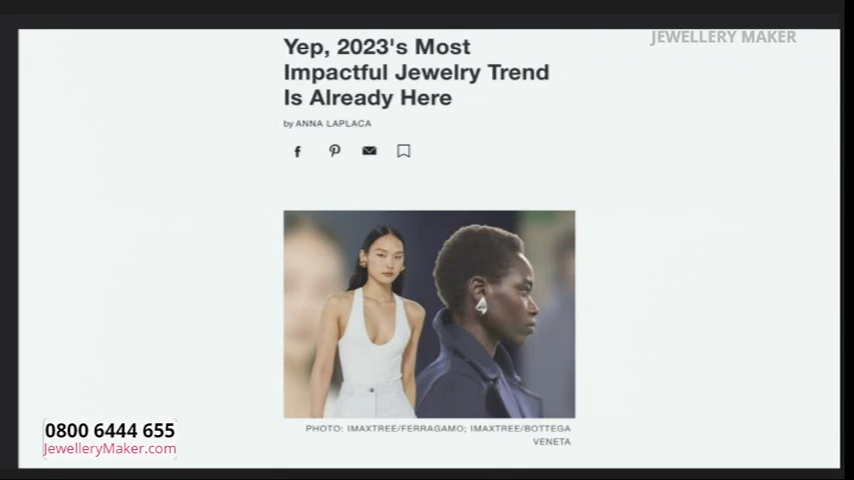 JEWELLERY MAKER
Yep, 2023's Most
Impactful Jewelry Trend
Is Already Here
by ANNA LAPLACA
PHOTO: IMAXTREE/FERRAGAMO; IMAXTREE/BOTTEGA
VENETA
0800 6444 655
JewelleryMaker.com